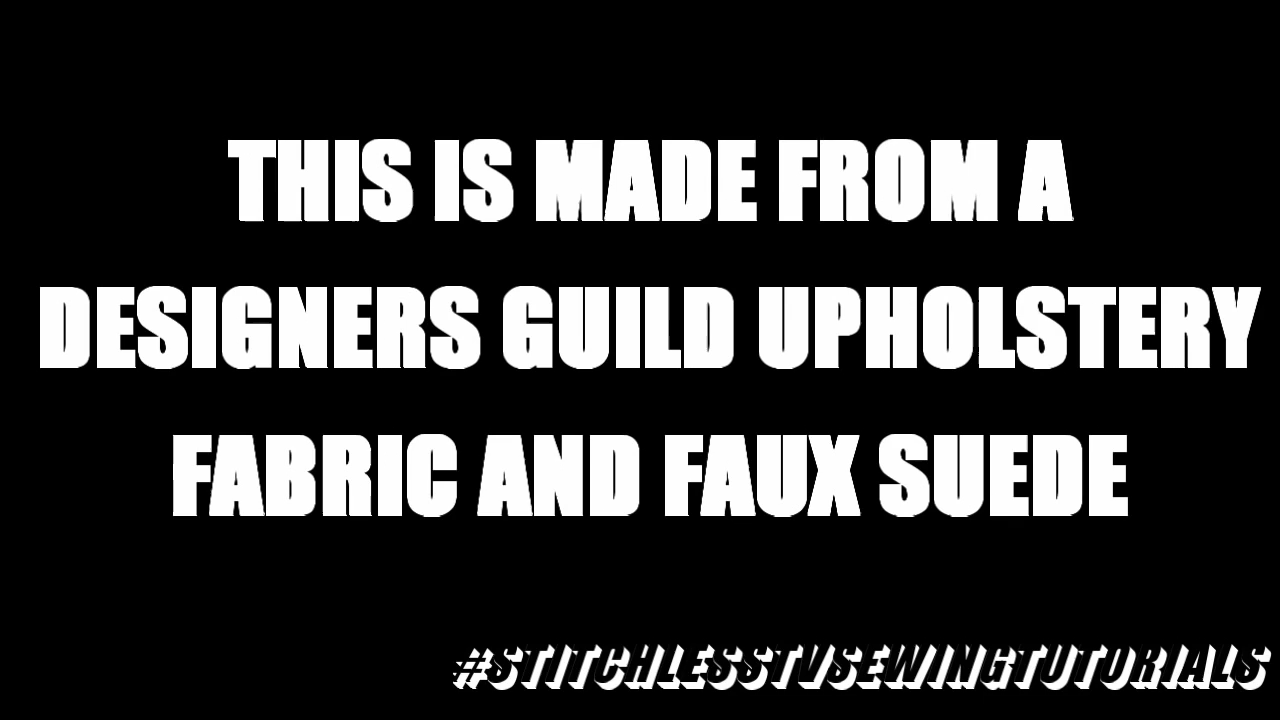 THIS IS MADE FROM A
DESIGNERS GUILD UPHOLSTERY
FABRIC AND FAUX SUEDE
#STITCHLESSTVSEWINGTUTORIALS